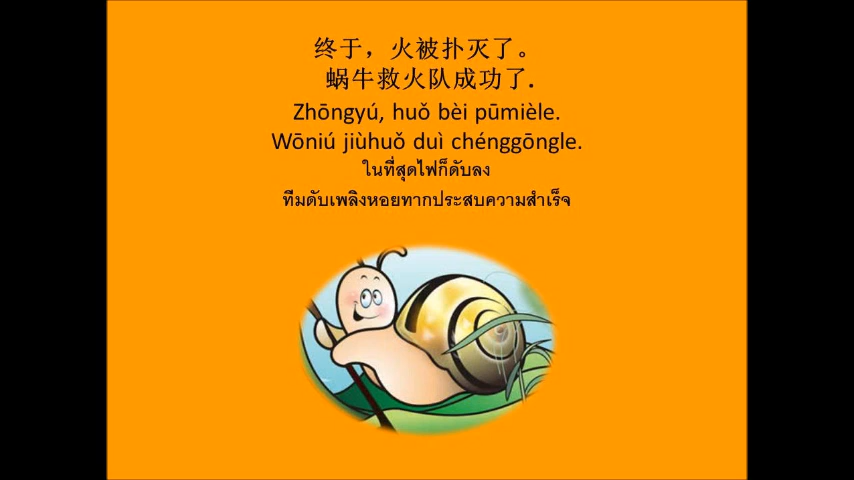 终于，火被扑灭了。
蜗牛救火队成功了.
Zhōngyú, huǒ bèi pūmièle.
Wōniú jiùhuǒ duì chénggōngle.
ในที่สุดไฟก็ดับลง
ทีมดับเพลิงหอยทากประสบความสำเร็จ